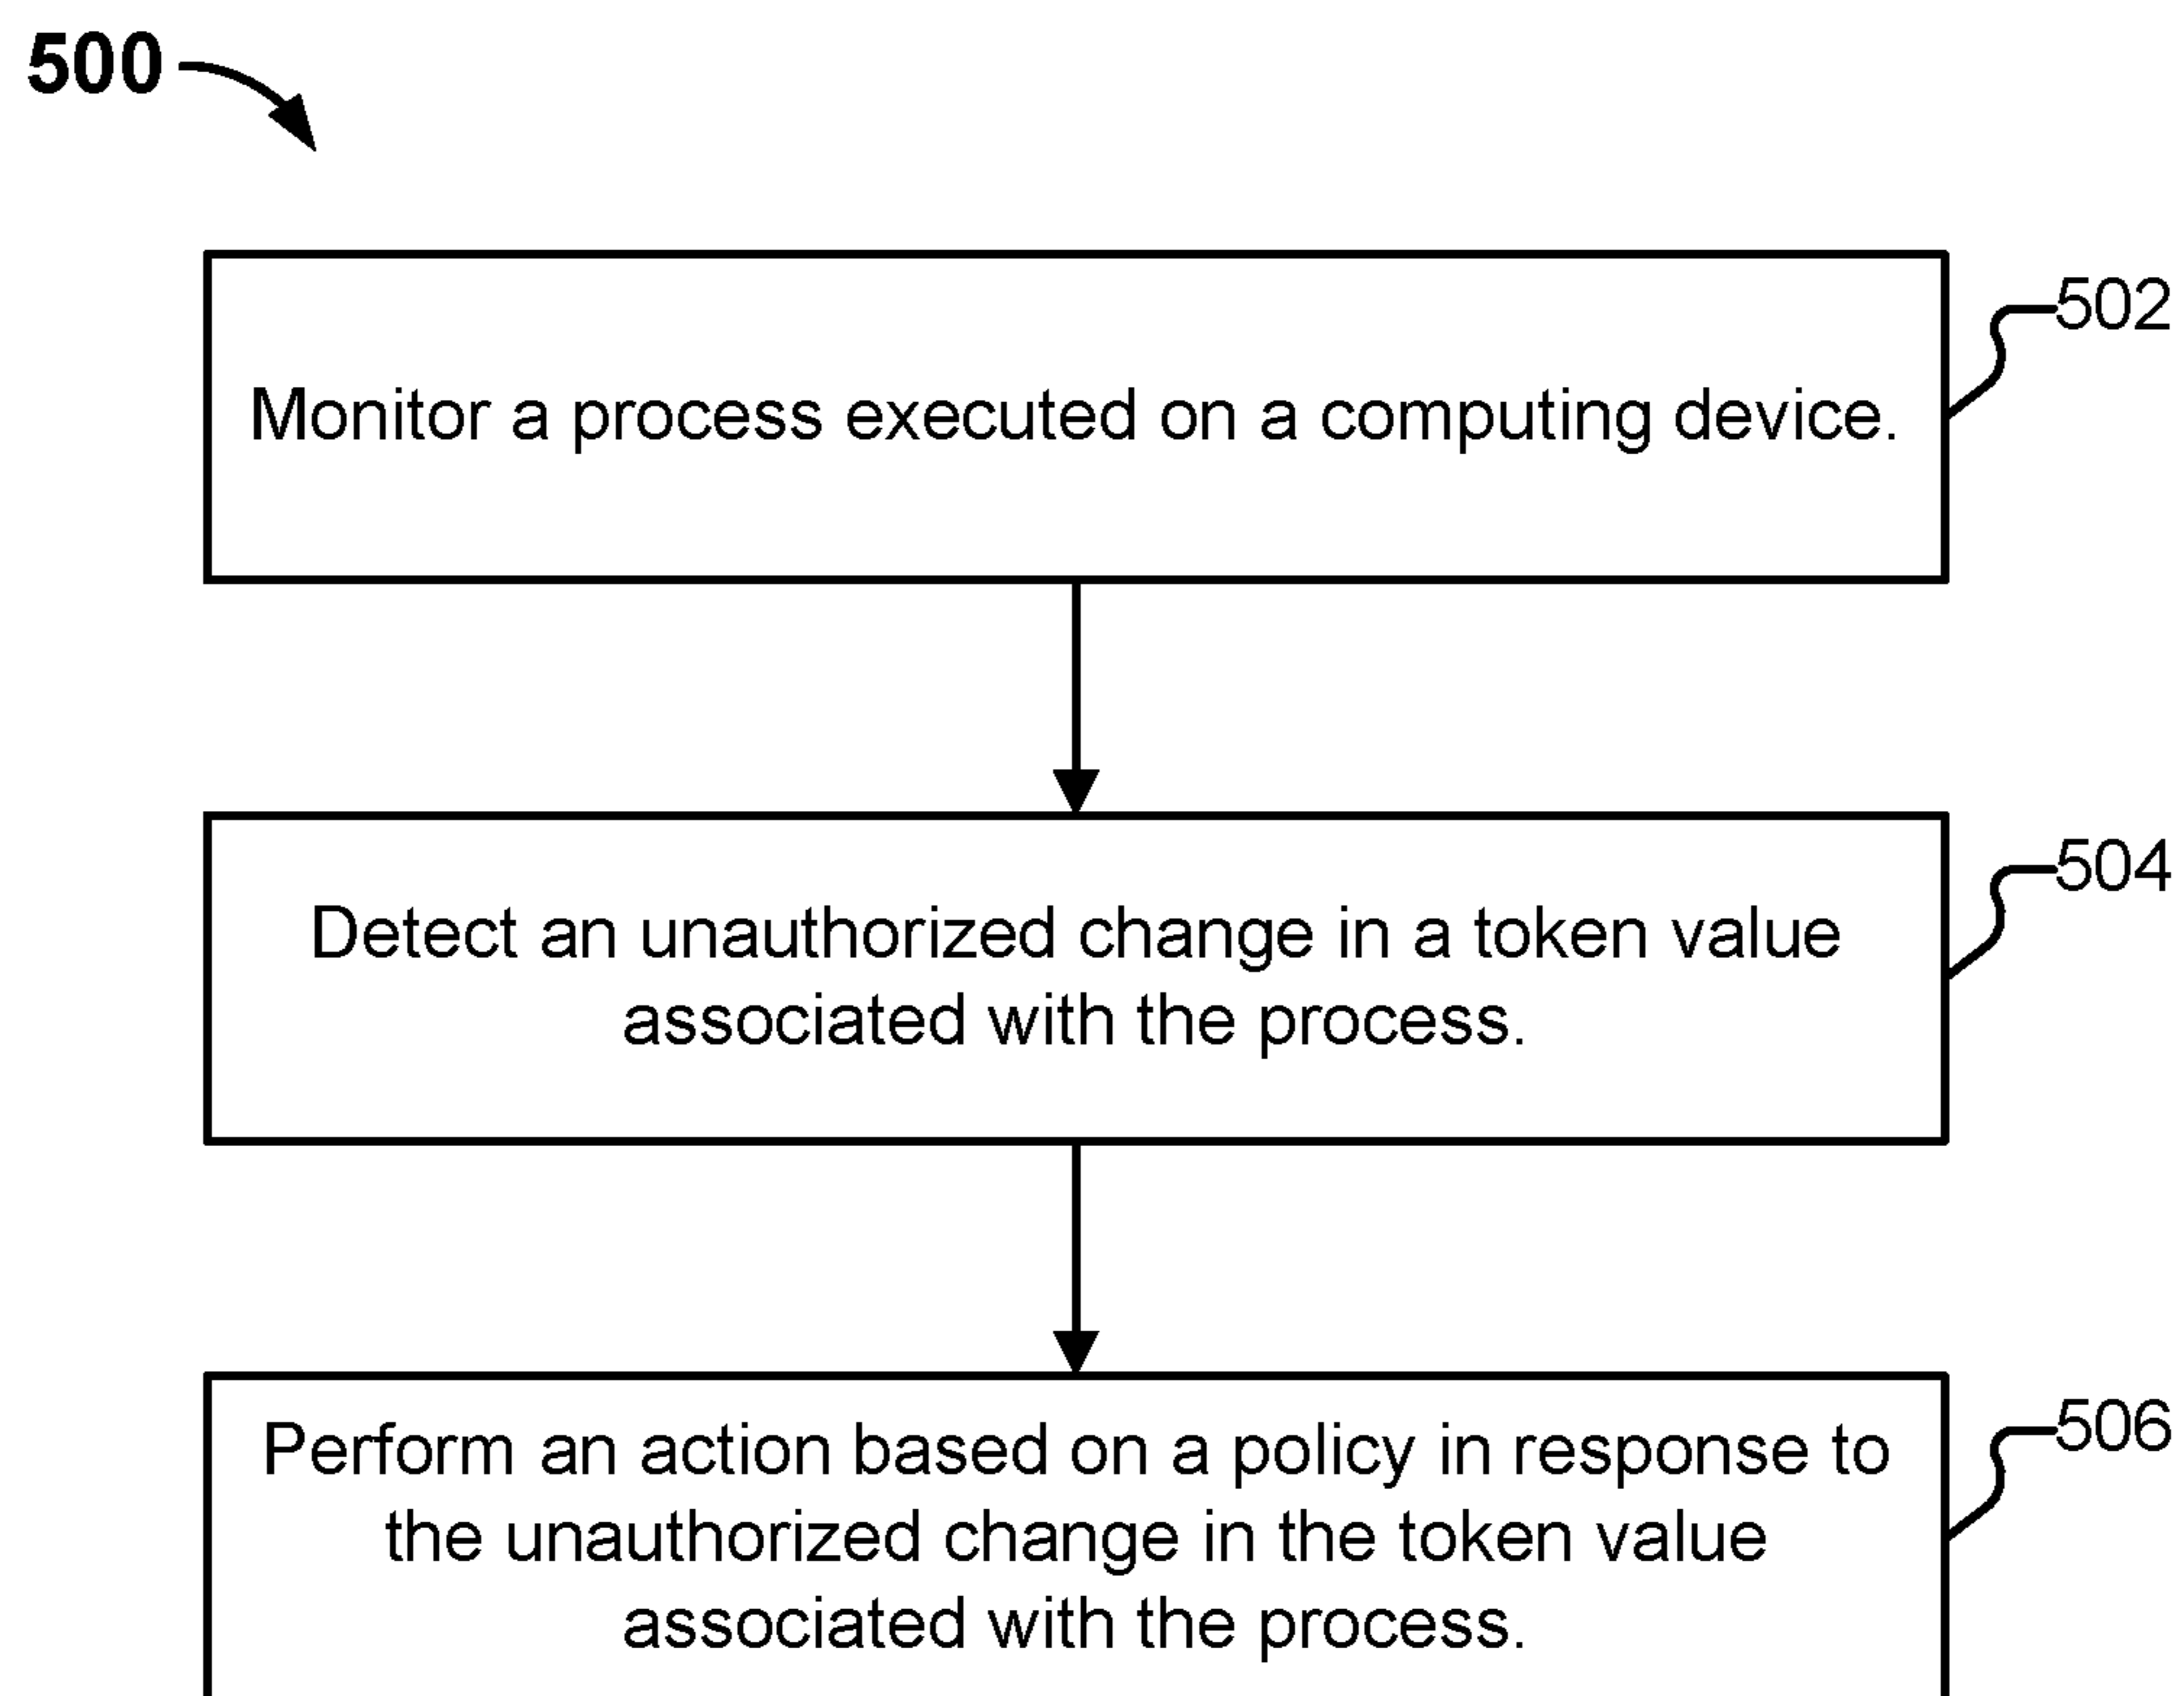 500
502
Monitor a process executed on a computing device.
504
Detect an unauthorized change in a token value
associated with the process.
506
Perform an action based on a policy in response to
the unauthorized change in the token value
associated with the process.